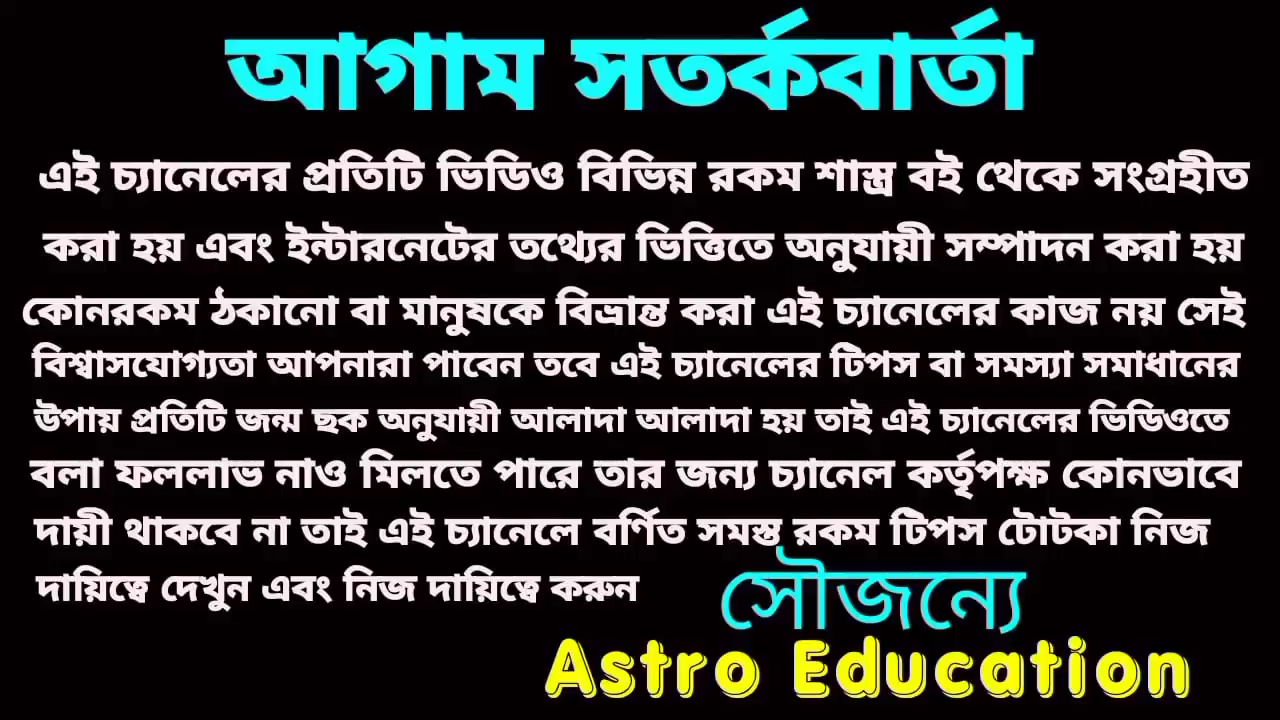 আগাম সতর্কবার্তা
এই চ্যানেলের প্রতিটি ভিডিও বিভিন্ন রকম শাস্ত্র বই থেকে সংগ্রহীত
করা হয় এবং ইন্টারনেটের তথ্যের ভিত্তিতে অনুযায়ী সম্পাদন করা হয়
কোনরকম ঠকানো বা মানুষকে বিভ্রান্ত করা এই চ্যানেলের কাজ নয় সেই
বিশ্বাসযোগ্যতা আপনারা পাবেন তবে এই চ্যানেলের টিপস বা সমস্যা সমাধানের
উপায় প্রতিটি জন্ম ছক অনুযায়ী আলাদা আলাদা হয় তাই এই চ্যানেলের ভিডিওতে
বলা ফললাভ নাও মিলতে পারে তার জন্য চ্যানেল কর্তৃপক্ষ কোনভাবে
দায়ী থাকবে না তাই এই চ্যানেলে বর্ণিত সমস্ত রকম টিপস টোটকা নিজ
দায়িত্বে দেখুন এবং নিজ দায়িত্বে করুন
সৌজন্যে
Astro Education